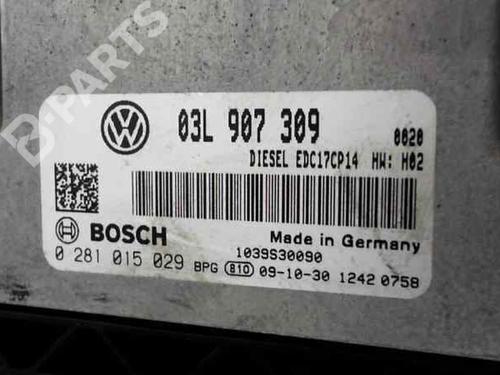 B-PARTS
03L 907 309
0020
DIESEL EDC17CP14 HW: H02
BOSCH
Made in Germany
1039S30090
0 281 015 029 BPG 810 09-10-30 1242 0758